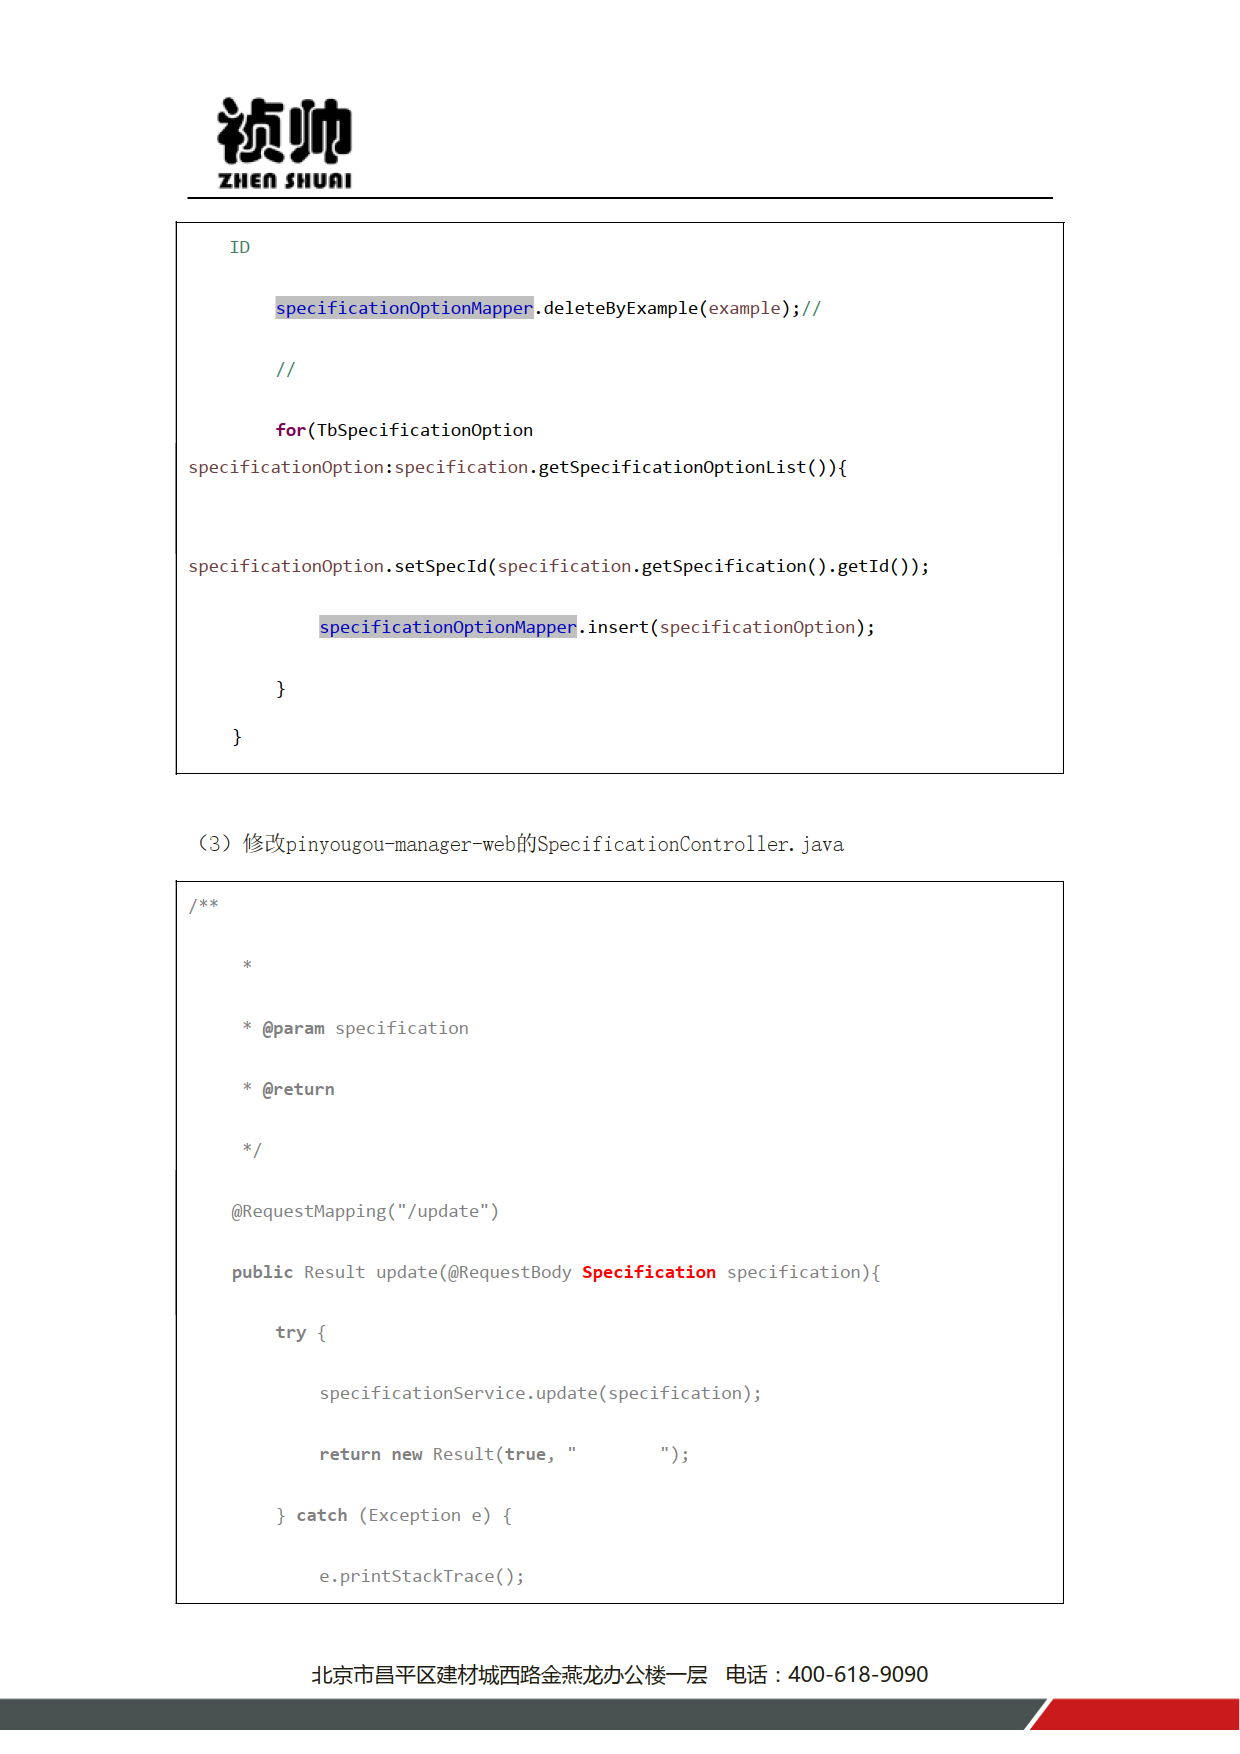 祯帅
ZHEN SHUAI
ID
specificationOptionMapper.deleteByExample(example);//
//
for(TbSpecificationOption
specificationOption:specification.getSpecificationOptionList()){
specificationOption.setSpecId(specification.getSpecification().getId());
specificationOptionMapper.insert(specificationOption);
}
}
（3）修改pinyougou-manager-web的SpecificationController.java
/**
*
* @param specification
* @return
*/
@RequestMapping("/update")
public Result update(@RequestBody Specification specification){
try {
specificationService.update(specification);
return new Result(true, "        ");
} catch (Exception e) {
e.printStackTrace();
北京市昌平区建材城西路金燕龙办公楼一层 电话：400-618-9090